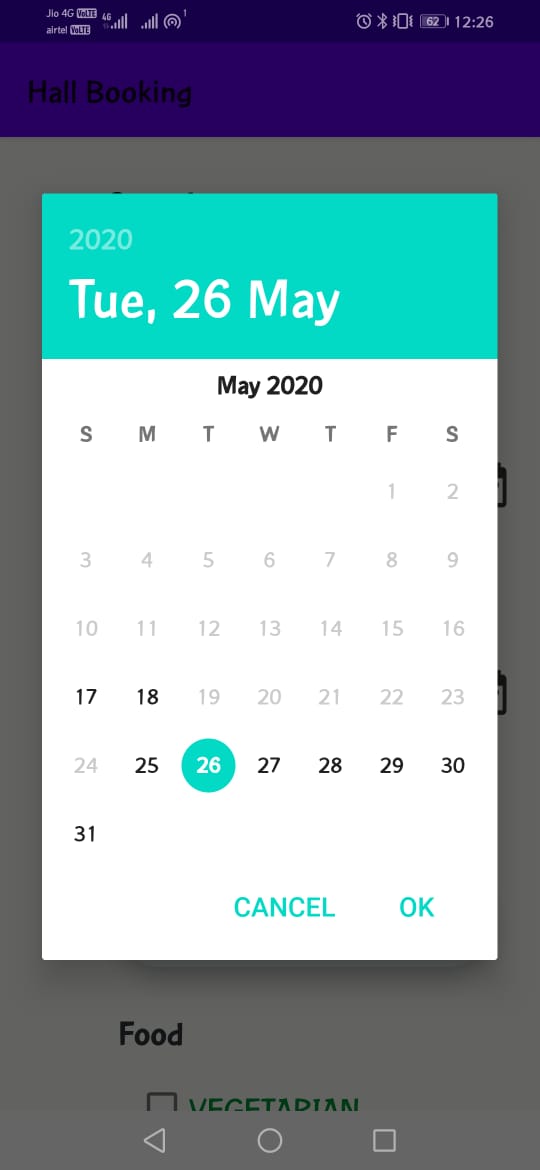 Jio 4G VoLTE 4G 1 62 12:26
airtel VoLTE
Hall Booking
2020
Tue, 26 May
May 2020
S M T W T F S
1 2
3 4 5 6 7 8 9
10 11 12 13 14 15 16
17 18 19 20 21 22 23
24 25 26 27 28 29 30
31
CANCEL OK
Food
VEGETARIAN